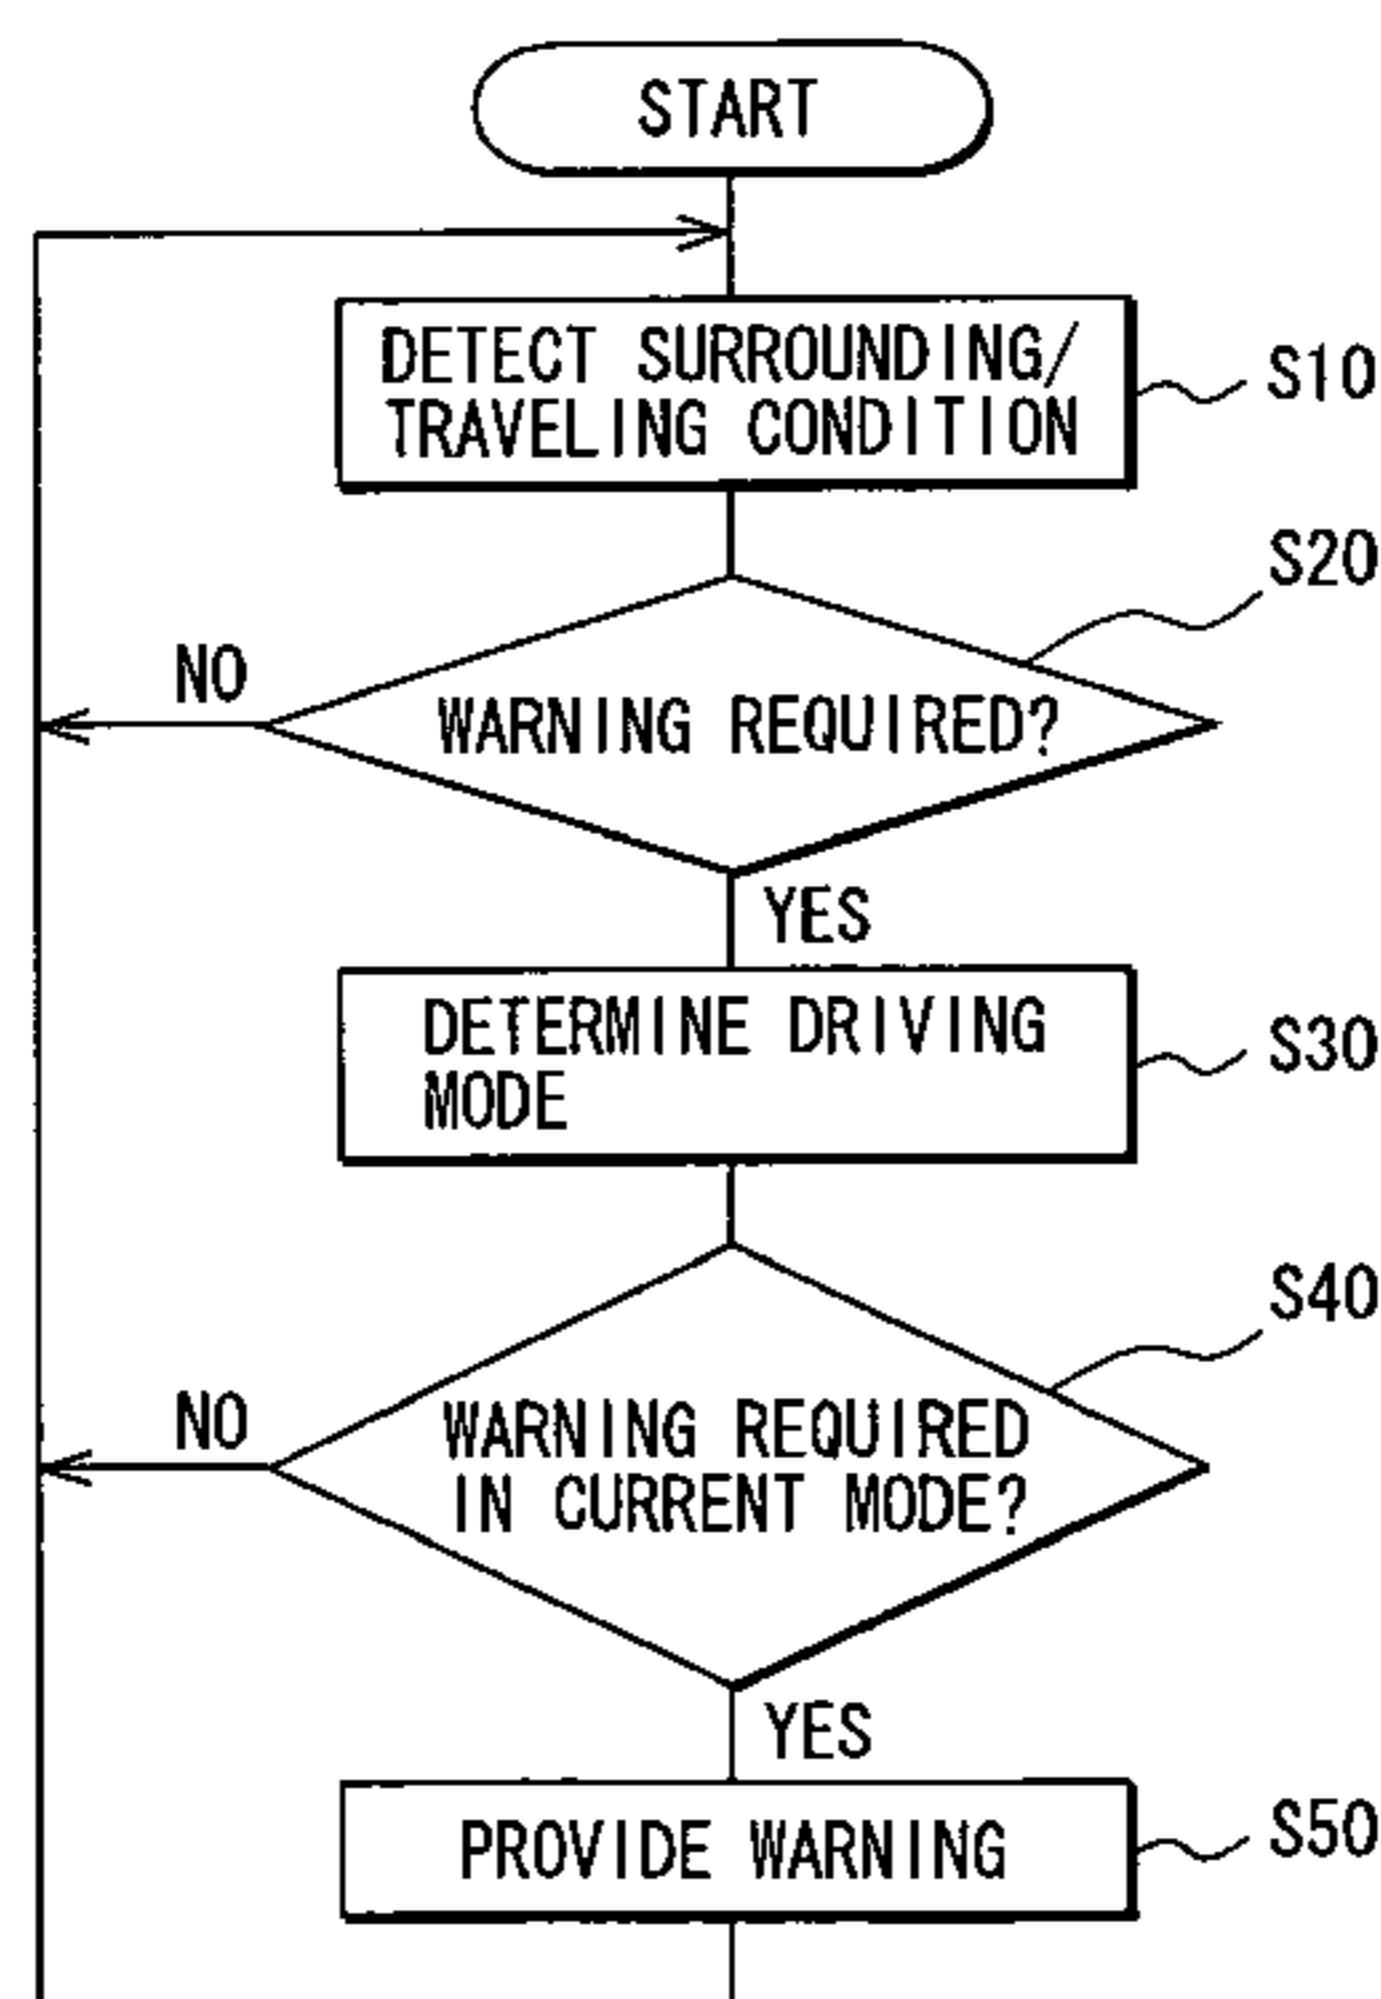 START
DETECT SURROUNDING/
TRAVELING CONDITION
S10
S20
NO
WARNING REQUIRED?
YES
DETERMINE DRIVING
MODE
S30
S40
NO
WARNING REQUIRED
IN CURRENT MODE?
YES
PROVIDE WARNING
S50